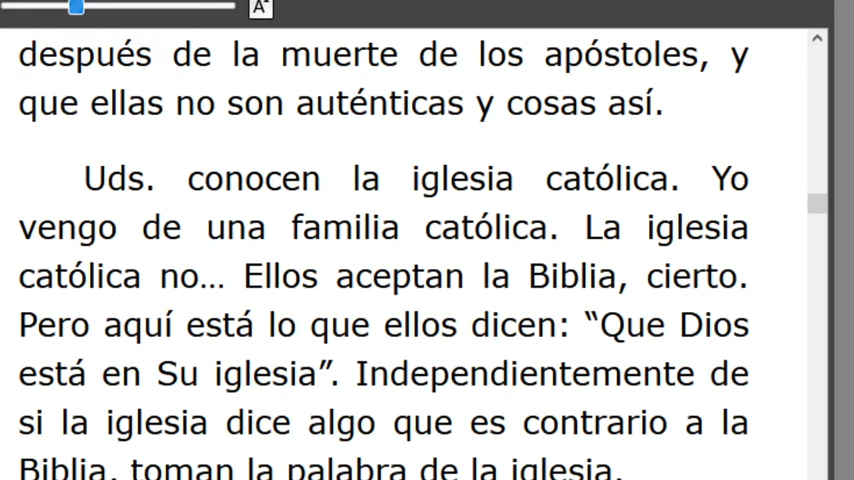 A
después de la muerte de los apóstoles, y
que ellas no son auténticas y cosas así.
Uds. conocen la iglesia católica. Yo
vengo de una familia católica. La iglesia
católica no… Ellos aceptan la Biblia, cierto.
Pero aquí está lo que ellos dicen: “Que Dios
está en Su iglesia”. Independientemente de
si la iglesia dice algo que es contrario a la
Biblia, toman la palabra de la iglesia.